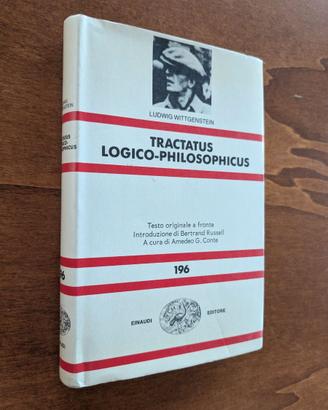 LUDWIG WITTGENSTEIN
TRACTATUS
LOGICO-PHILOSOPHICUS
Testo originale a fronte
Introduzione di Bertrand Russell
A cura di Amedeo G. Conte
196
EINAUDI
EDITORE